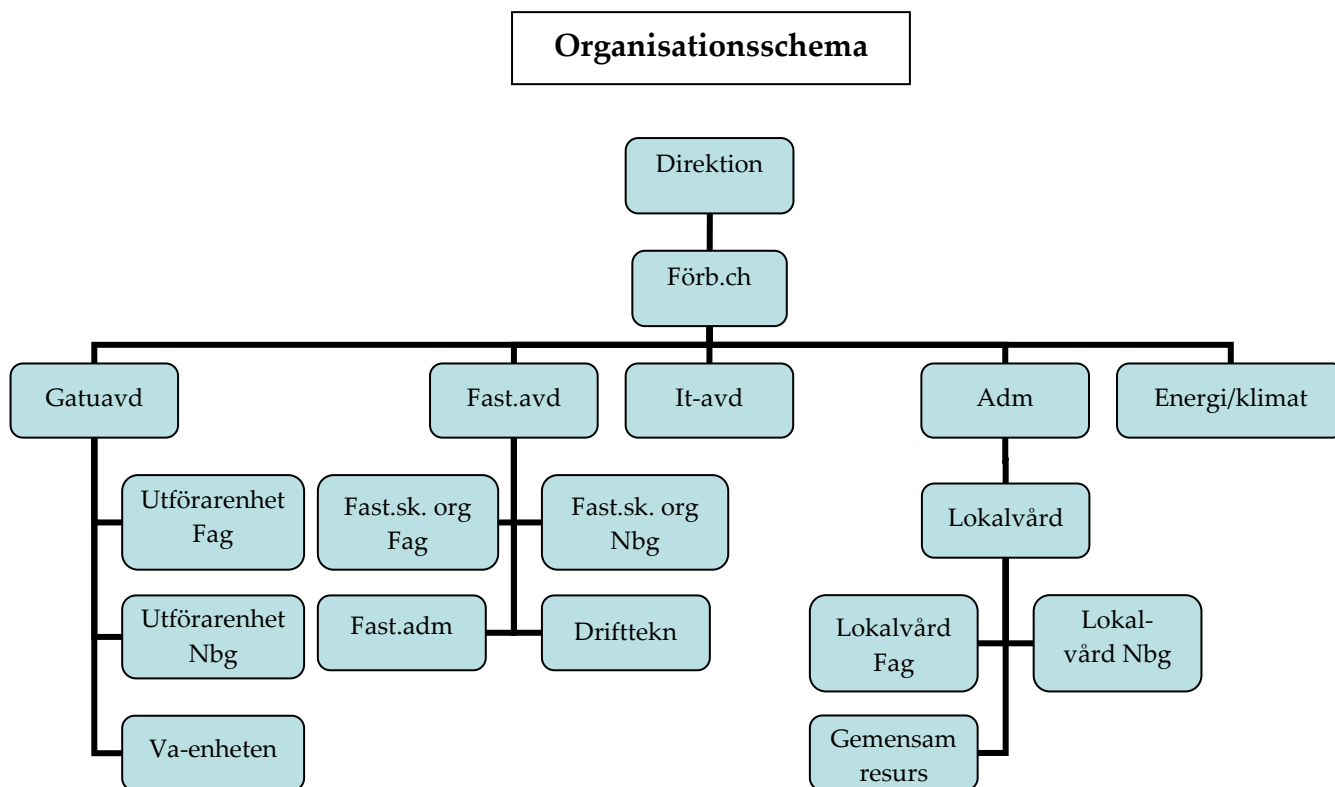 Organisationsschema
Direktion
Förb.ch
Gatuavd
Fast.avd
It-avd
Adm
Energi/klimat
Utförarenhet
Fag
Fast.sk. org
Fag
Fast.sk. org
Nbg
Lokalvård
Utförarenhet
Nbg
Fast.adm
Drifttekn
Lokalvård
Fag
Lokal-
vård Nbg
Va-enheten
Gemensam
resurs